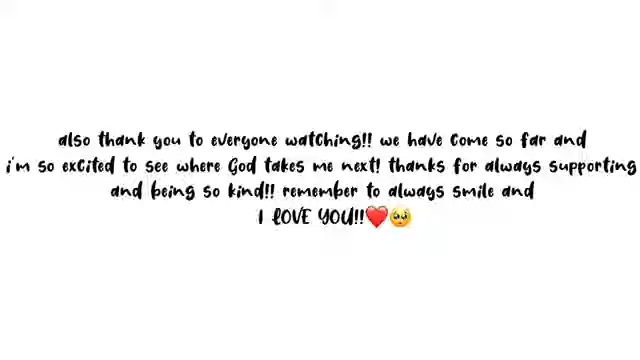 also thank you to everyone watching!! we have come so far and
i'm so excited to see where God takes me next! thanks for always supporting
and being so kind!! remember to always smile and
I LOVE YOU!!❤️🥺